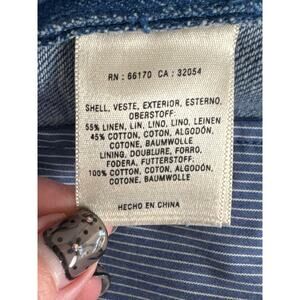 RN : 66170 CA : 32054
SHELL, VESTE, EXTERIOR, ESTERNO,
OBERSTOFF:
55% LINEN, LIN, LINO, LINO, LEINEN
45% COTTON, COTON, ALGODÓN,
COTONE, BAUMWOLLE
LINING, DOUBLURE, FORRO,
FODERA, FUTTERSTOFF:
100% COTTON, COTON, ALGODÓN,
COTONE, BAUMWOLLE
HECHO EN CHINA